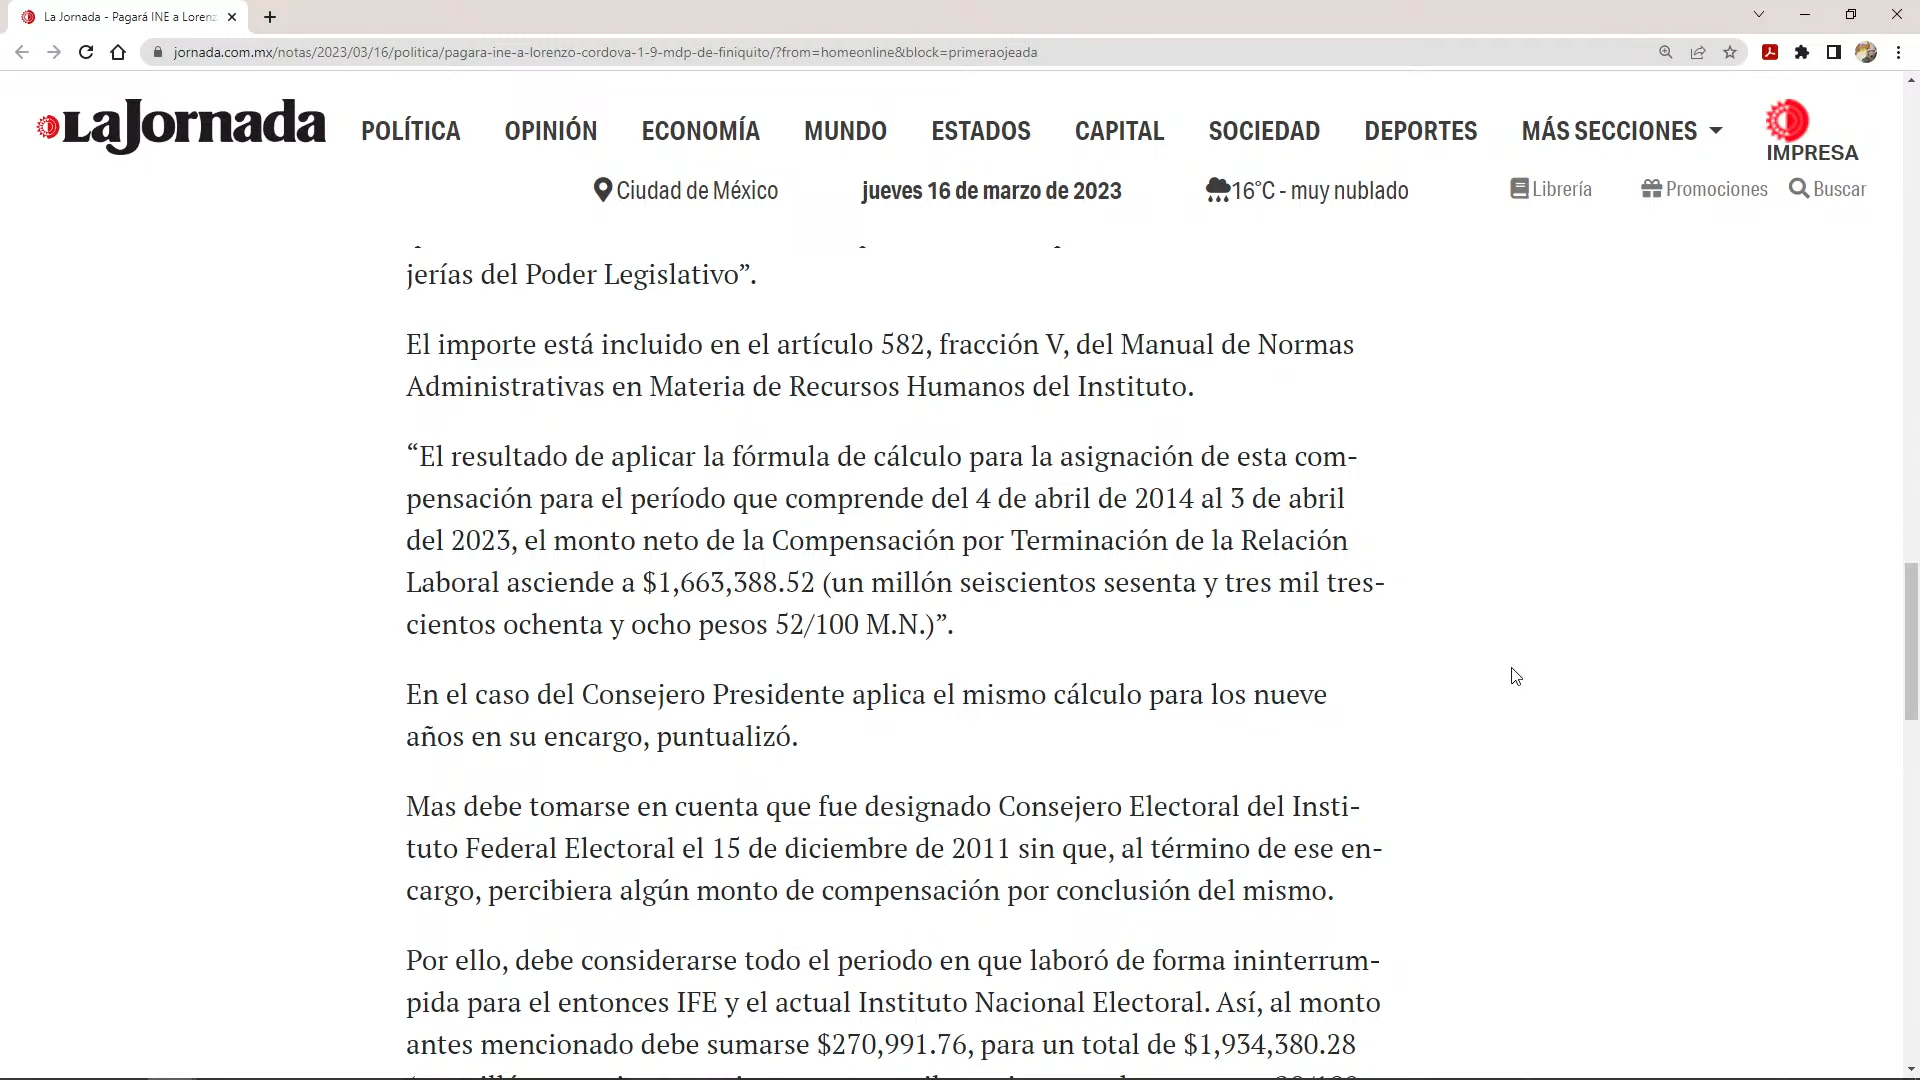 La Jornada - Pagará INE a Lorenz
jornada.com.mx/notas/2023/03/16/politica/pagara-ine-a-lorenzo-cordova-1-9-mdp-de-finiquito/?from=homeonline&block=primeraojeada
La Jornada
POLÍTICA OPINIÓN ECONOMÍA MUNDO ESTADOS CAPITAL SOCIEDAD DEPORTES MÁS SECCIONES
IMPRESA
Ciudad de México jueves 16 de marzo de 2023 16°C - muy nublado Librería Promociones Buscar
jerías del Poder Legislativo”.
El importe está incluido en el artículo 582, fracción V, del Manual de Normas
Administrativas en Materia de Recursos Humanos del Instituto.
“El resultado de aplicar la fórmula de cálculo para la asignación de esta com-
pensación para el período que comprende del 4 de abril de 2014 al 3 de abril
del 2023, el monto neto de la Compensación por Terminación de la Relación
Laboral asciende a $1,663,388.52 (un millón seiscientos sesenta y tres mil tres-
cientos ochenta y ocho pesos 52/100 M.N.)”.
En el caso del Consejero Presidente aplica el mismo cálculo para los nueve
años en su encargo, puntualizó.
Mas debe tomarse en cuenta que fue designado Consejero Electoral del Insti-
tuto Federal Electoral el 15 de diciembre de 2011 sin que, al término de ese en-
cargo, percibiera algún monto de compensación por conclusión del mismo.
Por ello, debe considerarse todo el periodo en que laboró de forma ininterrum-
pida para el entonces IFE y el actual Instituto Nacional Electoral. Así, al monto
antes mencionado debe sumarse $270,991.76, para un total de $1,934,380.28